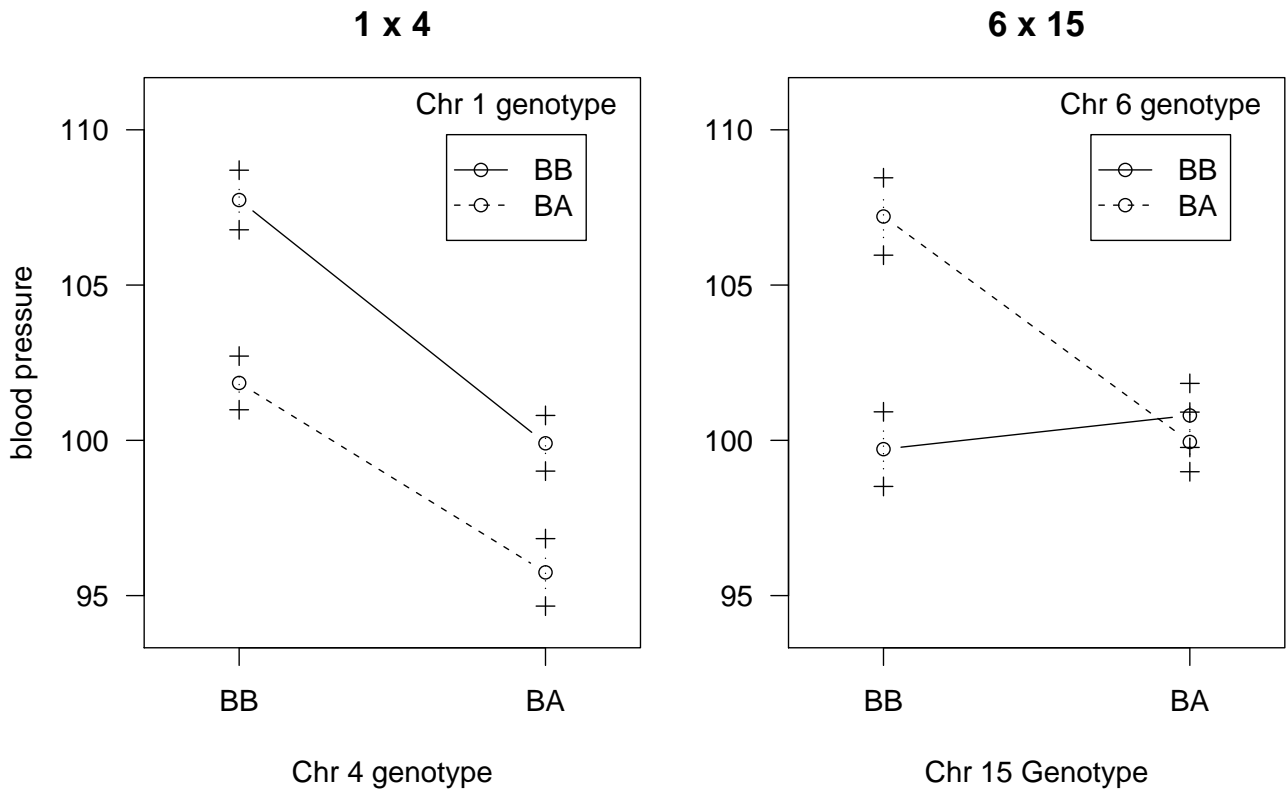 1 x 4
Chr 1 genotype
BB
BA
110
105
100
95
blood pressure
BB
BA
Chr 4 genotype
6 x 15
Chr 6 genotype
BB
BA
110
105
100
95
BB
BA
Chr 15 Genotype